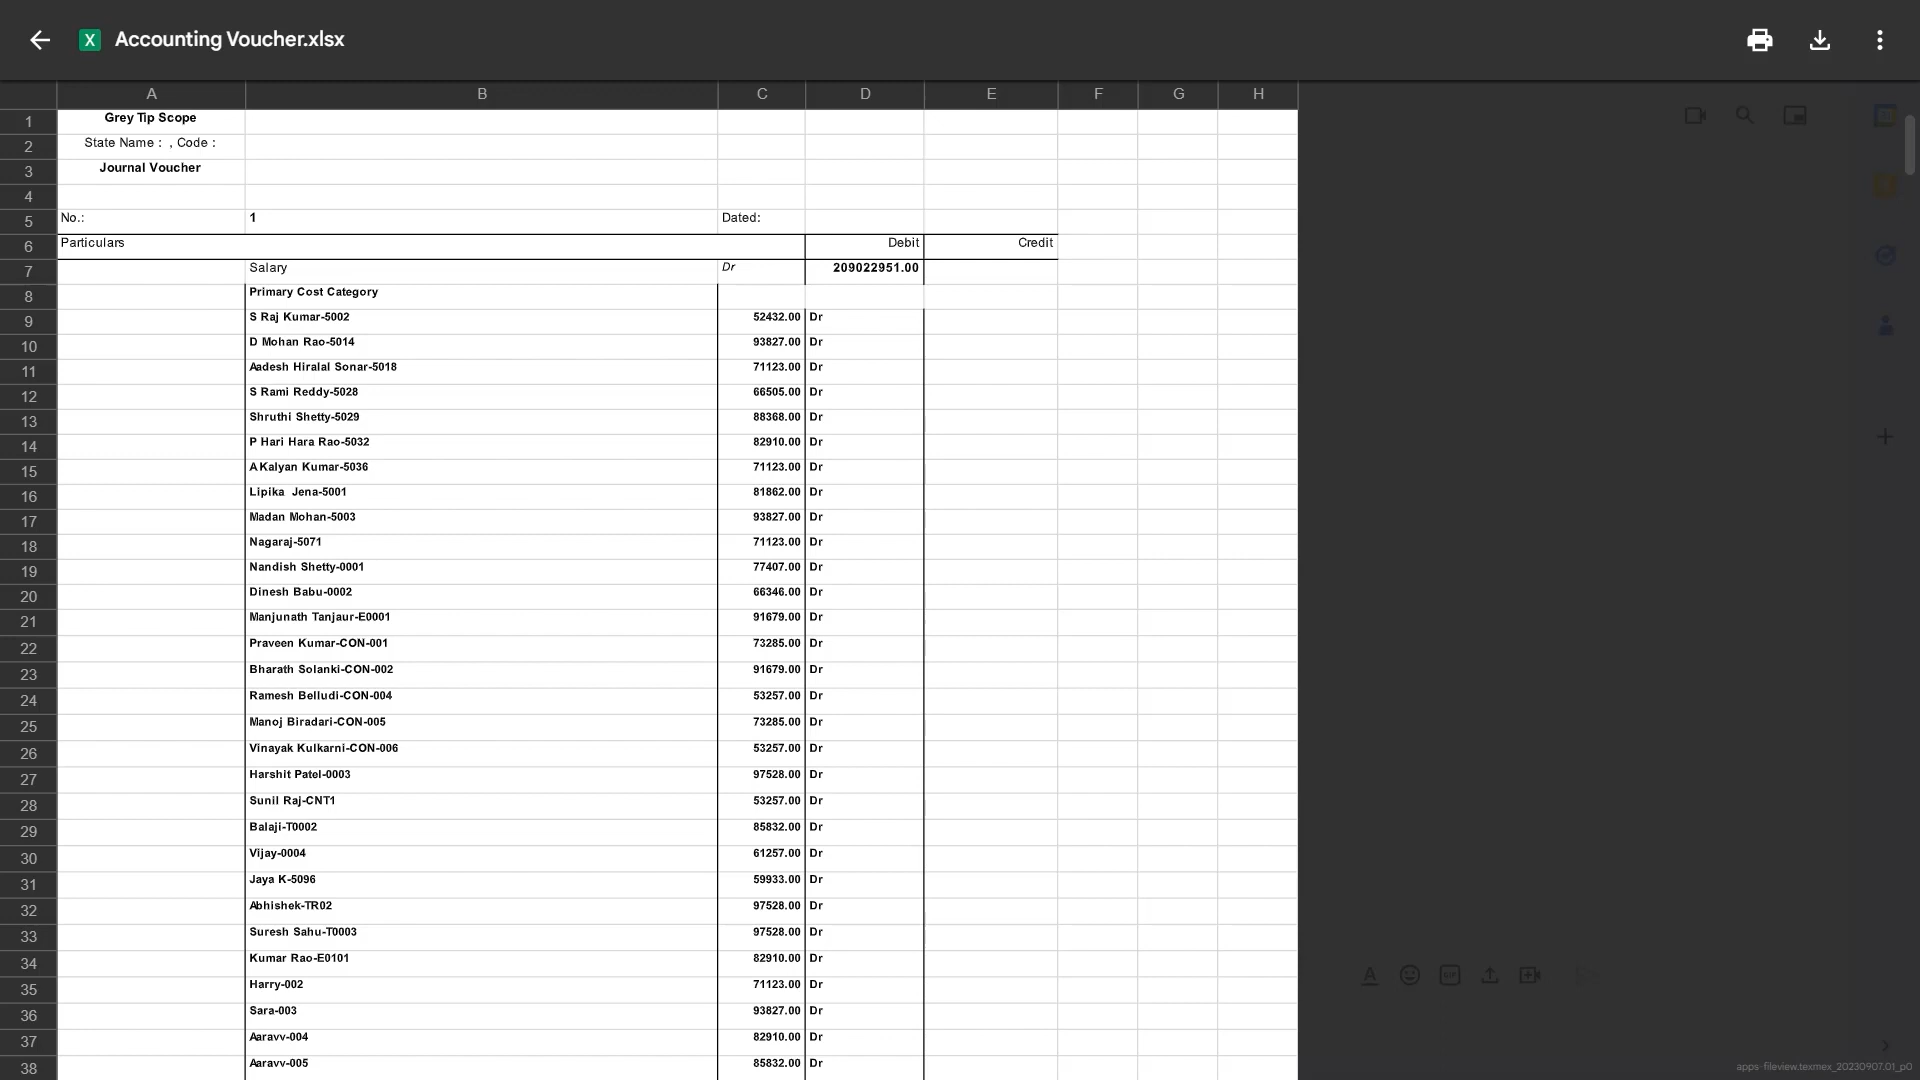 Accounting Voucher.xlsx
A B C D E F G H
1 Grey Tip Scope
2 State Name : , Code :
3 Journal Voucher
4
5 No.: 1 Dated:
6 Particulars Debit Credit
7 Salary Dr 209022951.00
8 Primary Cost Category
9 S Raj Kumar-5002 52432.00 Dr
10 D Mohan Rao-5014 93827.00 Dr
11 Aadesh Hiralal Sonar-5018 71123.00 Dr
12 S Rami Reddy-5028 66505.00 Dr
13 Shruthi Shetty-5029 88368.00 Dr
14 P Hari Hara Rao-5032 82910.00 Dr
15 A Kalyan Kumar-5036 71123.00 Dr
16 Lipika Jena-5001 81862.00 Dr
17 Madan Mohan-5003 93827.00 Dr
18 Nagaraj-5071 71123.00 Dr
19 Nandish Shetty-0001 77407.00 Dr
20 Dinesh Babu-0002 66346.00 Dr
21 Manjunath Tanjaur-E0001 91679.00 Dr
22 Praveen Kumar-CON-001 73285.00 Dr
23 Bharath Solanki-CON-002 91679.00 Dr
24 Ramesh Belludi-CON-004 53257.00 Dr
25 Manoj Biradari-CON-005 73285.00 Dr
26 Vinayak Kulkarni-CON-006 53257.00 Dr
27 Harshit Patel-0003 97528.00 Dr
28 Sunil Raj-CNT1 53257.00 Dr
29 Balaji-T0002 85832.00 Dr
30 Vijay-0004 61257.00 Dr
31 Jaya K-5096 59933.00 Dr
32 Abhishek-TR02 97528.00 Dr
33 Suresh Sahu-T0003 97528.00 Dr
34 Kumar Rao-E0101 82910.00 Dr
35 Harry-002 71123.00 Dr
36 Sara-003 93827.00 Dr
37 Aaravv-004 82910.00 Dr
38 Aaravv-005 85832.00 Dr
GIF
apps-fileview.texmex_20230907.01_p0